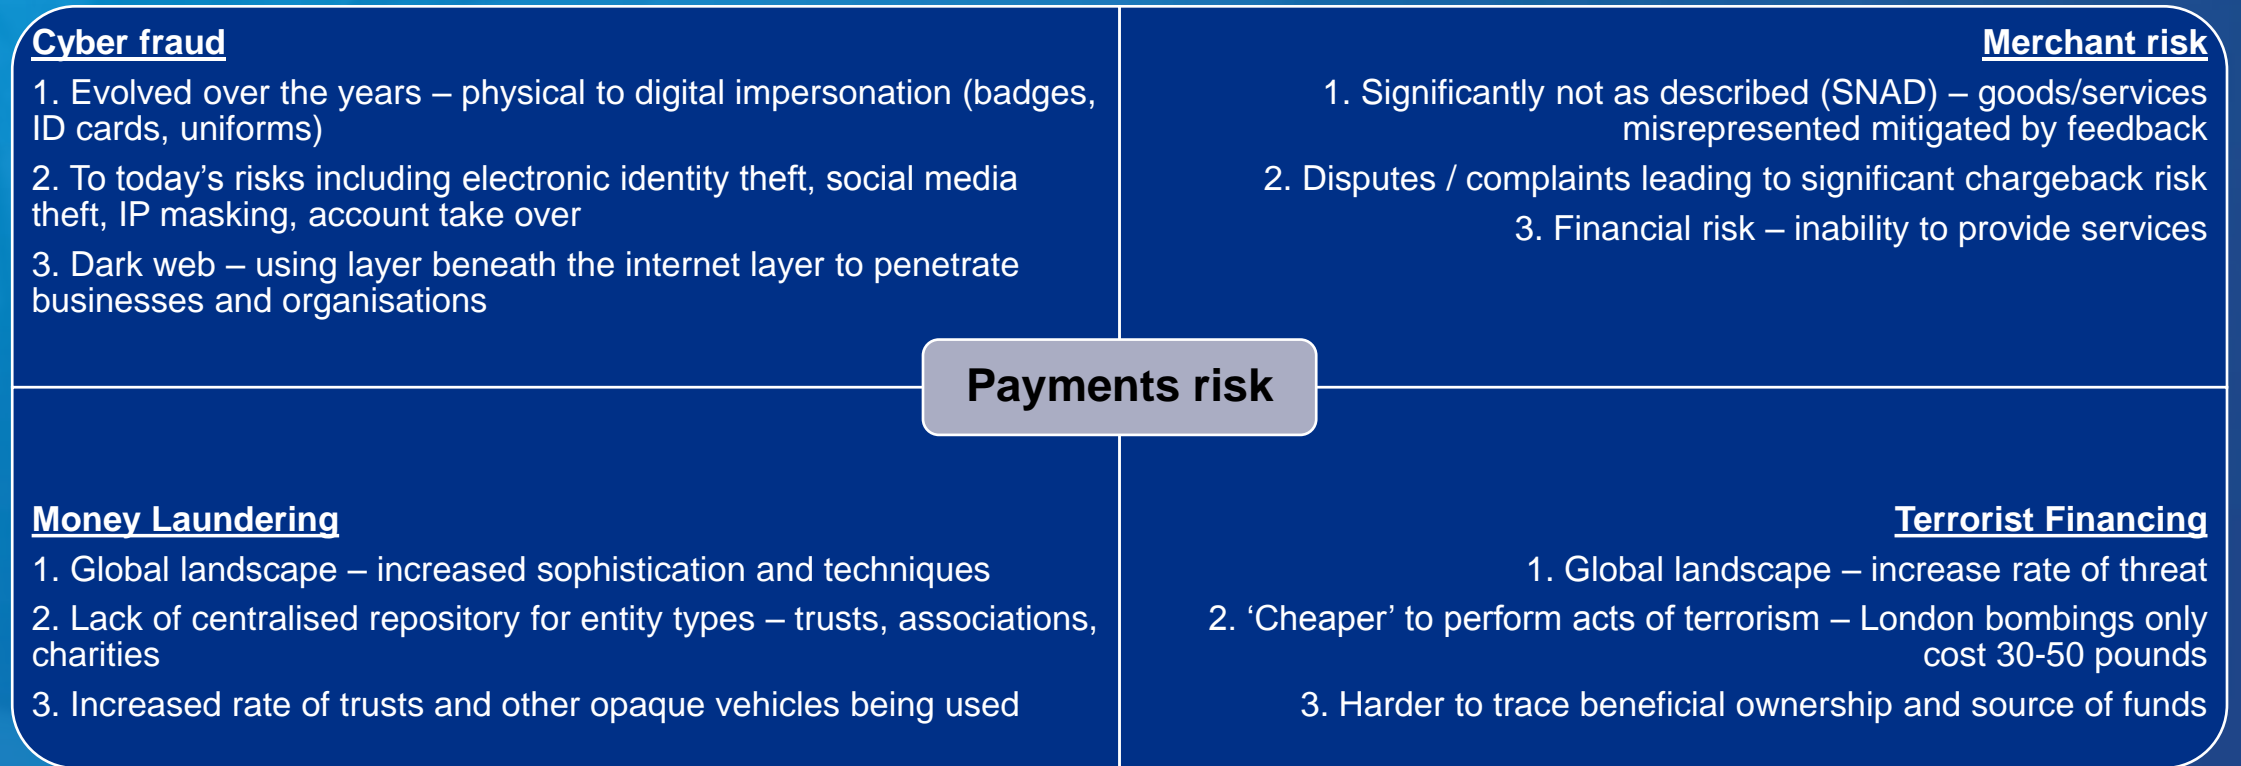 Cyber fraud
1. Evolved over the years – physical to digital impersonation (badges,
ID cards, uniforms)
2. To today’s risks including electronic identity theft, social media
theft, IP masking, account take over
3. Dark web – using layer beneath the internet layer to penetrate
businesses and organisations
Merchant risk
1. Significantly not as described (SNAD) – goods/services
misrepresented mitigated by feedback
2. Disputes / complaints leading to significant chargeback risk
3. Financial risk – inability to provide services
Payments risk
Money Laundering
1. Global landscape – increased sophistication and techniques
2. Lack of centralised repository for entity types – trusts, associations,
charities
3. Increased rate of trusts and other opaque vehicles being used
Terrorist Financing
1. Global landscape – increase rate of threat
2. ‘Cheaper’ to perform acts of terrorism – London bombings only
cost 30-50 pounds
3. Harder to trace beneficial ownership and source of funds